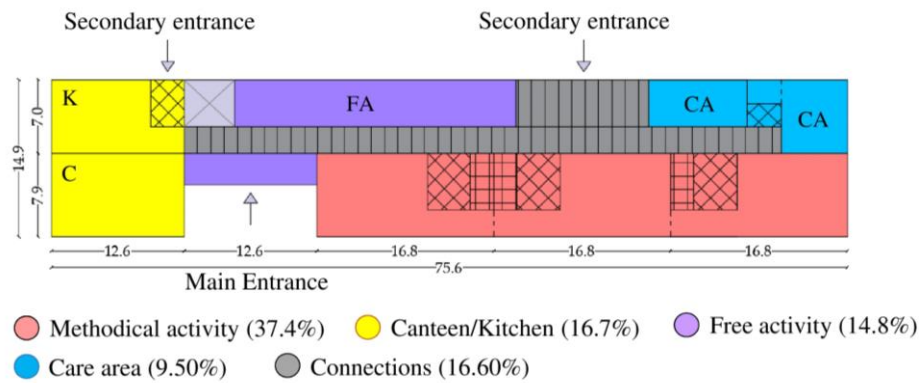 Secondary entrance
Secondary entrance
K
FA
CA
CA
7.0
14.9
C
7.9
12.6
12.6
16.8
16.8
16.8
75.6
Main Entrance
Methodical activity (37.4%)
Canteen/Kitchen (16.7%)
Free activity (14.8%)
Care area (9.50%)
Connections (16.60%)